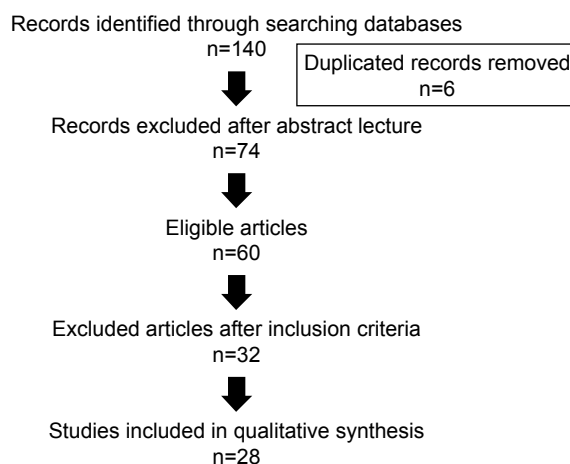 Records identified through searching databases
n=140
Duplicated records removed
n=6
Records excluded after abstract lecture
n=74
Eligible articles
n=60
Excluded articles after inclusion criteria
n=32
Studies included in qualitative synthesis
n=28